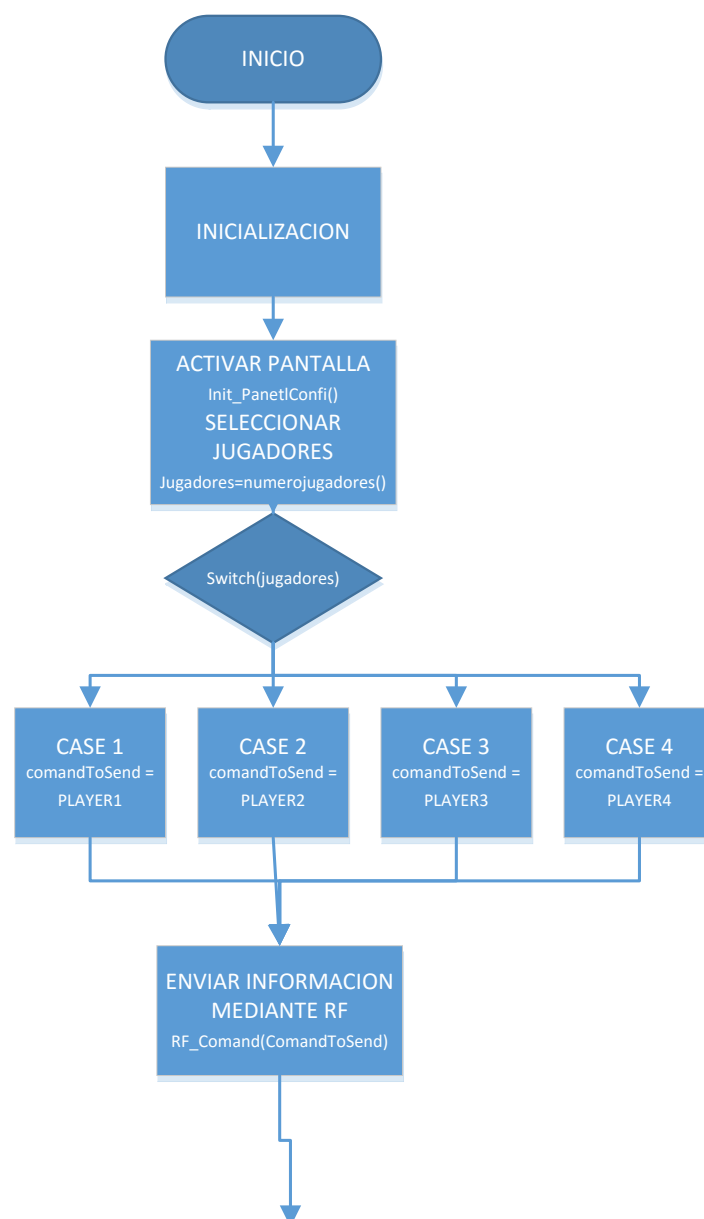 INICIO
INICIALIZACION
ACTIVAR PANTALLA
Init_PanetlConfi()
SELECCIONAR
JUGADORES
Jugadores=numerojugadores()
Switch(jugadores)
CASE 1
comandToSend =
PLAYER1
CASE 2
comandToSend =
PLAYER2
CASE 3
comandToSend =
PLAYER3
CASE 4
comandToSend =
PLAYER4
ENVIAR INFORMACION
MEDIANTE RF
RF_Comand(ComandToSend)